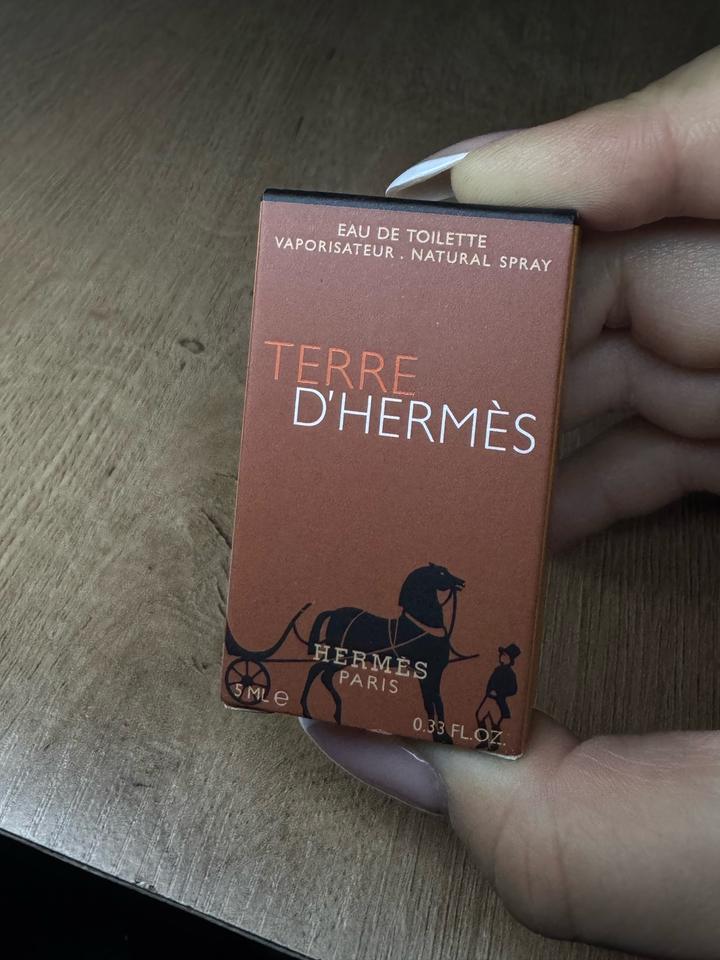 EAU DE TOILETTE
VAPORISATEUR . NATURAL SPRAY
TERRE
D'HERMÈS
HERMÈS
PARIS
5 ML e
0.33 FL.OZ.